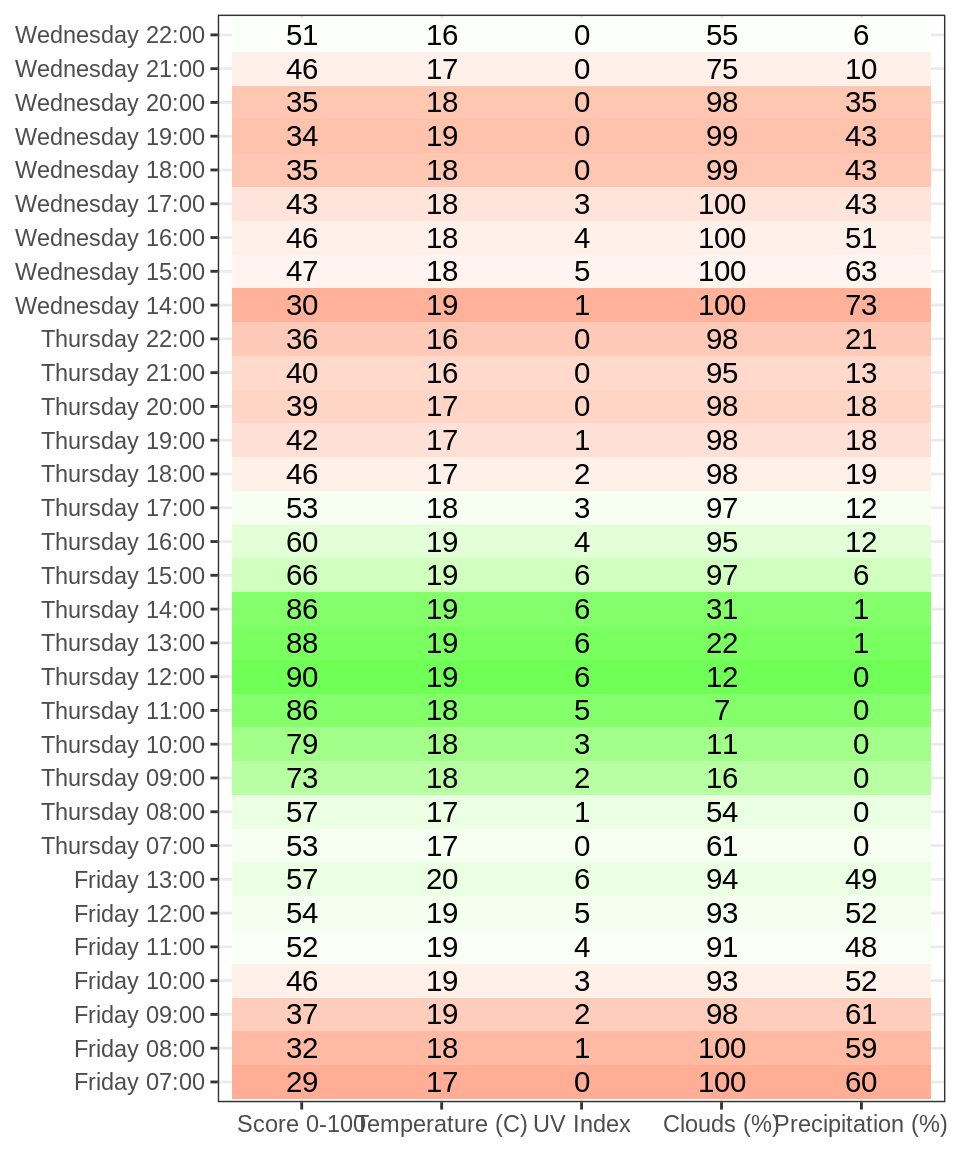 Wednesday 22:00 51 16 0 55 6
Wednesday 21:00 46 17 0 75 10
Wednesday 20:00 35 18 0 98 35
Wednesday 19:00 34 19 0 99 43
Wednesday 18:00 35 18 0 99 43
Wednesday 17:00 43 18 3 100 43
Wednesday 16:00 46 18 4 100 51
Wednesday 15:00 47 18 5 100 63
Wednesday 14:00 30 19 1 100 73
Thursday 22:00 36 16 0 98 21
Thursday 21:00 40 16 0 95 13
Thursday 20:00 39 17 0 98 18
Thursday 19:00 42 17 1 98 18
Thursday 18:00 46 17 2 98 19
Thursday 17:00 53 18 3 97 12
Thursday 16:00 60 19 4 95 12
Thursday 15:00 66 19 6 97 6
Thursday 14:00 86 19 6 31 1
Thursday 13:00 88 19 6 22 1
Thursday 12:00 90 19 6 12 0
Thursday 11:00 86 18 5 7 0
Thursday 10:00 79 18 3 11 0
Thursday 09:00 73 18 2 16 0
Thursday 08:00 57 17 1 54 0
Thursday 07:00 53 17 0 61 0
Friday 13:00 57 20 6 94 49
Friday 12:00 54 19 5 93 52
Friday 11:00 52 19 4 91 48
Friday 10:00 46 19 3 93 52
Friday 09:00 37 19 2 98 61
Friday 08:00 32 18 1 100 59
Friday 07:00 29 17 0 100 60
Score 0-100 Temperature (C) UV Index Clouds (%) Precipitation (%)